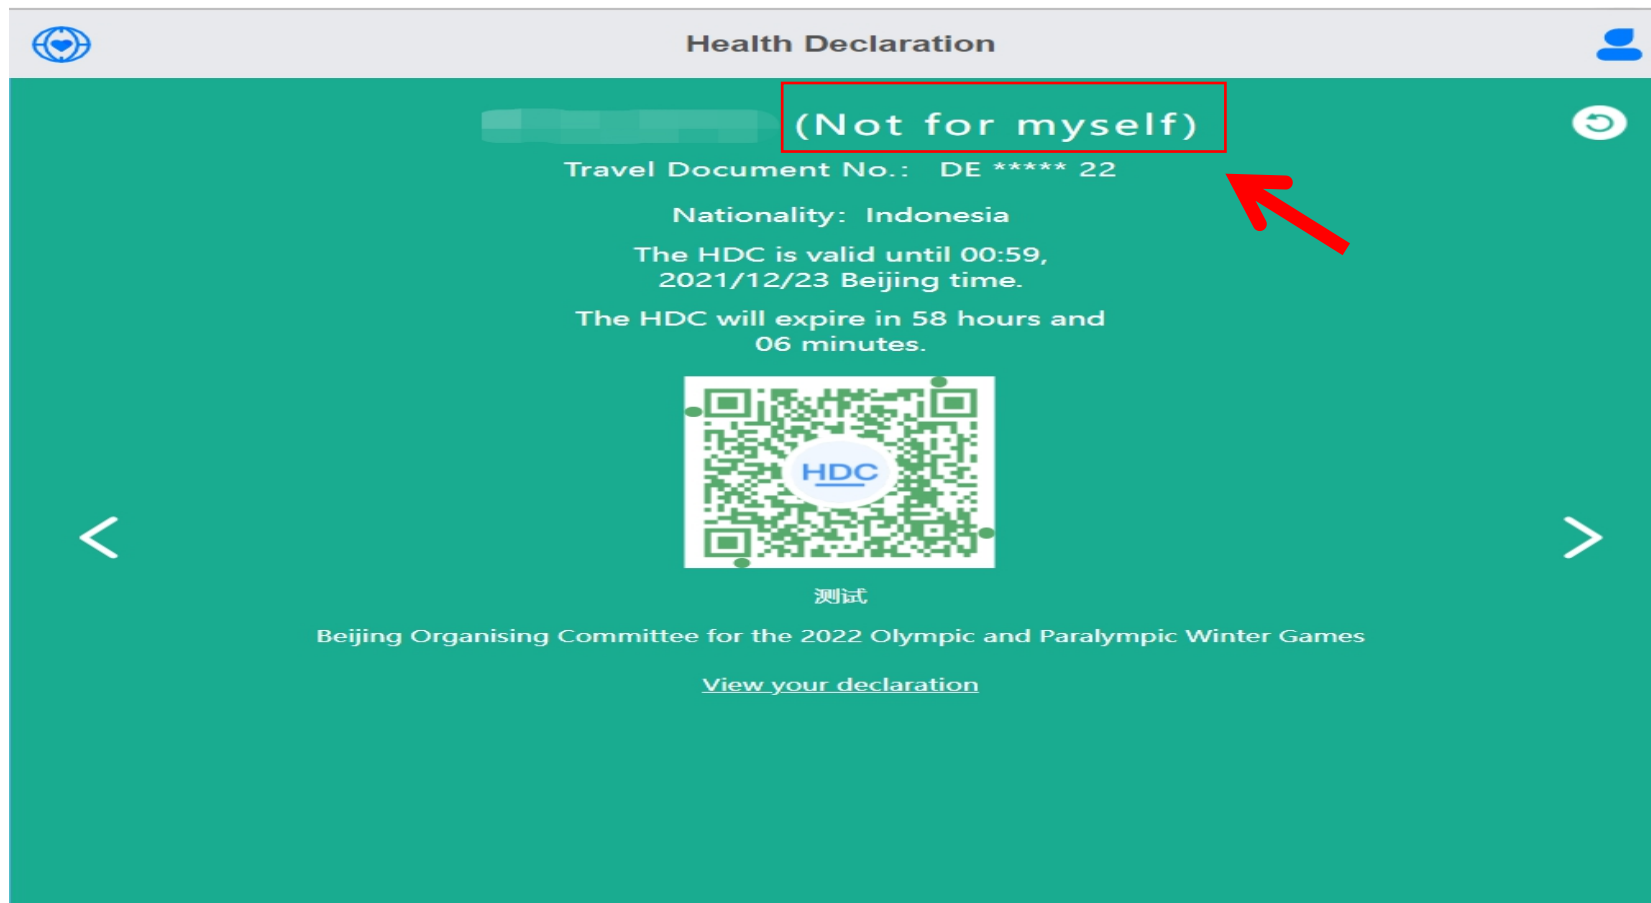 Health Declaration
(Not for myself)
Travel Document No.: DE ***** 22
Nationality: Indonesia
The HDC is valid until 00:59,
2021/12/23 Beijing time.
The HDC will expire in 58 hours and
06 minutes.
HDC
测试
Beijing Organising Committee for the 2022 Olympic and Paralympic Winter Games
View your declaration